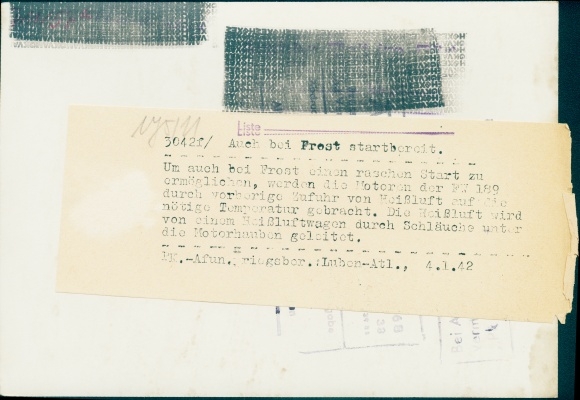 Liste
3042f/ Auch bei Frost startbereit.
Um auch bei Frost einen raschen Start zu
ermöglichen, werden die Motoren der FW 189
durch vorherige Zufuhr von Heißluft auf die
nötige Temperatur gebracht. Die Heißluft wird
von einem Heißluftwagen durch Schläuche unter
die Motorhauben geleitet.
PK.-Afun. riegsber.:Luben-Atl., 4.1.42
Bei A